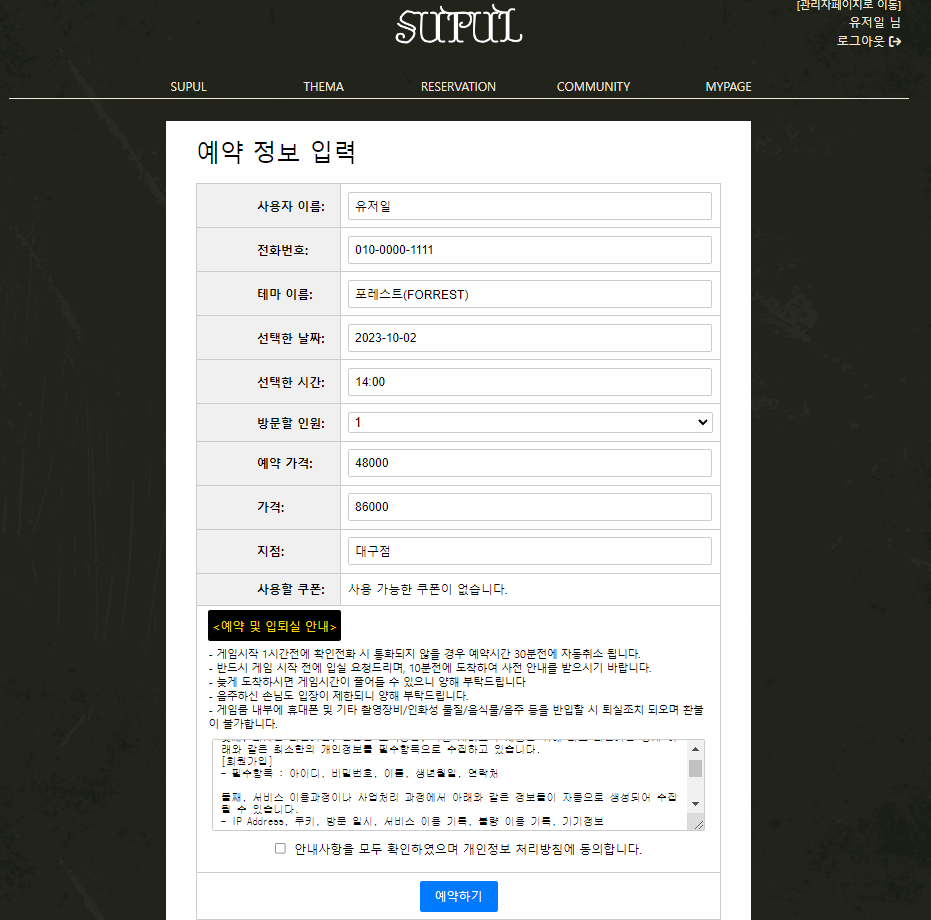 [관리자페이지로 이동]
SUPUL
유저일 님
로그아웃
SUPUL THEMA RESERVATION COMMUNITY MYPAGE
예약 정보 입력
사용자 이름: 유저일
전화번호: 010-0000-1111
테마 이름: 포레스트(FORREST)
선택한 날짜: 2023-10-02
선택한 시간: 14:00
방문할 인원: 1
예약 가격: 48000
가격: 86000
지점: 대구점
사용할 쿠폰: 사용 가능한 쿠폰이 없습니다.
<예약 및 입퇴실 안내>
- 게임시작 1시간전에 확인전화 시 통화되지 않을 경우 예약시간 30분전에 자동취소 됩니다.
- 반드시 게임 시작 전에 입실 요청드리며, 10분전에 도착하여 사전 안내를 받으시기 바랍니다.
- 늦게 도착하시면 게임시간이 줄어들 수 있으니 양해 부탁드립니다
- 음주하신 손님도 입장이 제한되니 양해 부탁드립니다.
- 게임룸 내부에 휴대폰 및 기타 촬영장비/인화성 물질/음식물/음주 등을 반입할 시 퇴실조치 되오며 환불
이 불가합니다.
래와 같은 최소한의 개인정보를 필수항목으로 수집하고 있습니다.
[회원가입]
- 필수항목 : 아이디, 비밀번호, 이름, 생년월일, 연락처
둘째, 서비스 이용과정이나 사업처리 과정에서 아래와 같은 정보들이 자동으로 생성되어 수집
될 수 있습니다.
- IP Address, 쿠키, 방문 일시, 서비스 이용 기록, 불량 이용 기록, 기기정보
안내사항을 모두 확인하였으며 개인정보 처리방침에 동의합니다.
예약하기